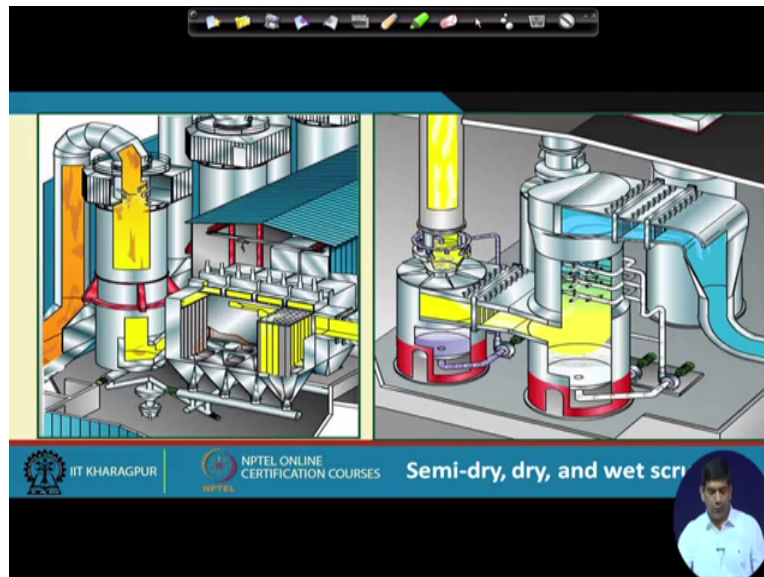 IIT KHARAGPUR
NPTEL
NPTEL ONLINE
CERTIFICATION COURSES
Semi-dry, dry, and wet scru